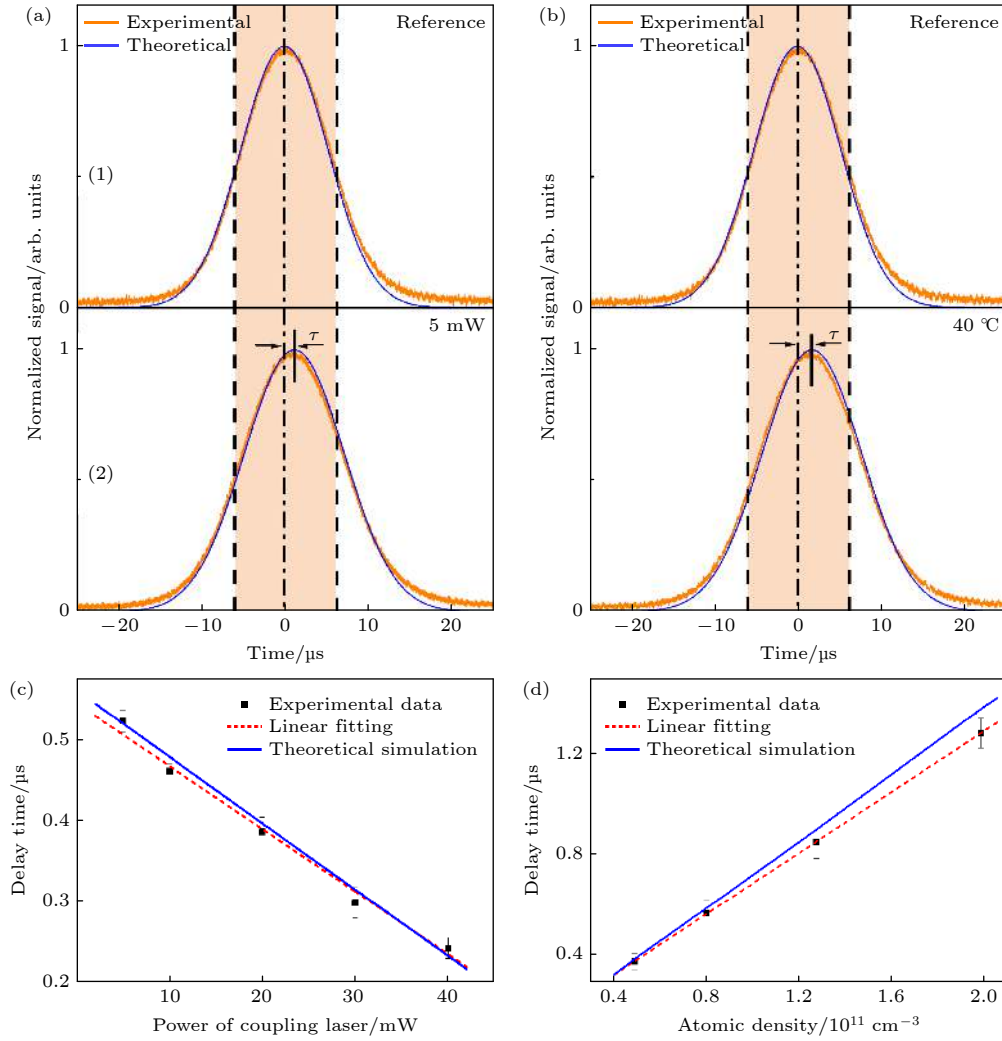 (a)
Experimental
Theoretical
Reference
1
(1)
0
5 mW
τ
1
(2)
0
Normalized signal/arb. units
−20 −10 0 10 20
Time/µs
(b)
Experimental
Theoretical
Reference
1
0
40 ℃
τ
1
0
Normalized signal/arb. units
−20 −10 0 10 20
Time/µs
(c)
Experimental data
Linear fitting
Theoretical simulation
0.5
0.4
0.3
0.2
Delay time/µs
10 20 30 40
Power of coupling laser/mW
(d)
Experimental data
Linear fitting
Theoretical simulation
1.2
0.8
0.4
Delay time/µs
0.4 0.8 1.2 1.6 2.0
Atomic density/10¹¹ cm⁻³